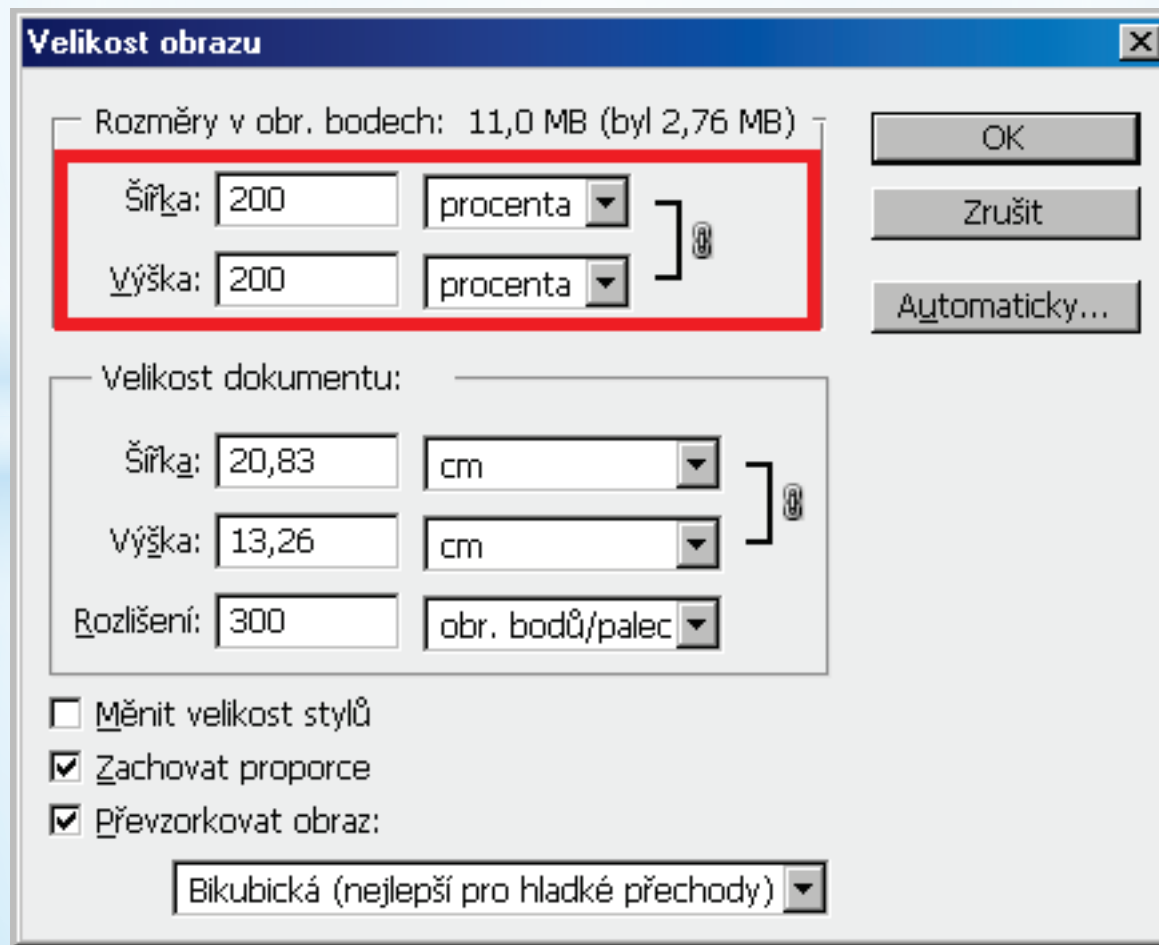 Velikost obrazu
Rozměry v obr. bodech: 11,0 MB (byl 2,76 MB)
OK
Šířka: 200 procenta
Zrušit
Výška: 200 procenta
Automaticky...
Velikost dokumentu:
Šířka: 20,83 cm
Výška: 13,26 cm
Rozlišení: 300 obr. bodů/palec
Měnit velikost stylů
Zachovat proporce
Převzorkovat obraz:
Bikubická (nejlepší pro hladké přechody)